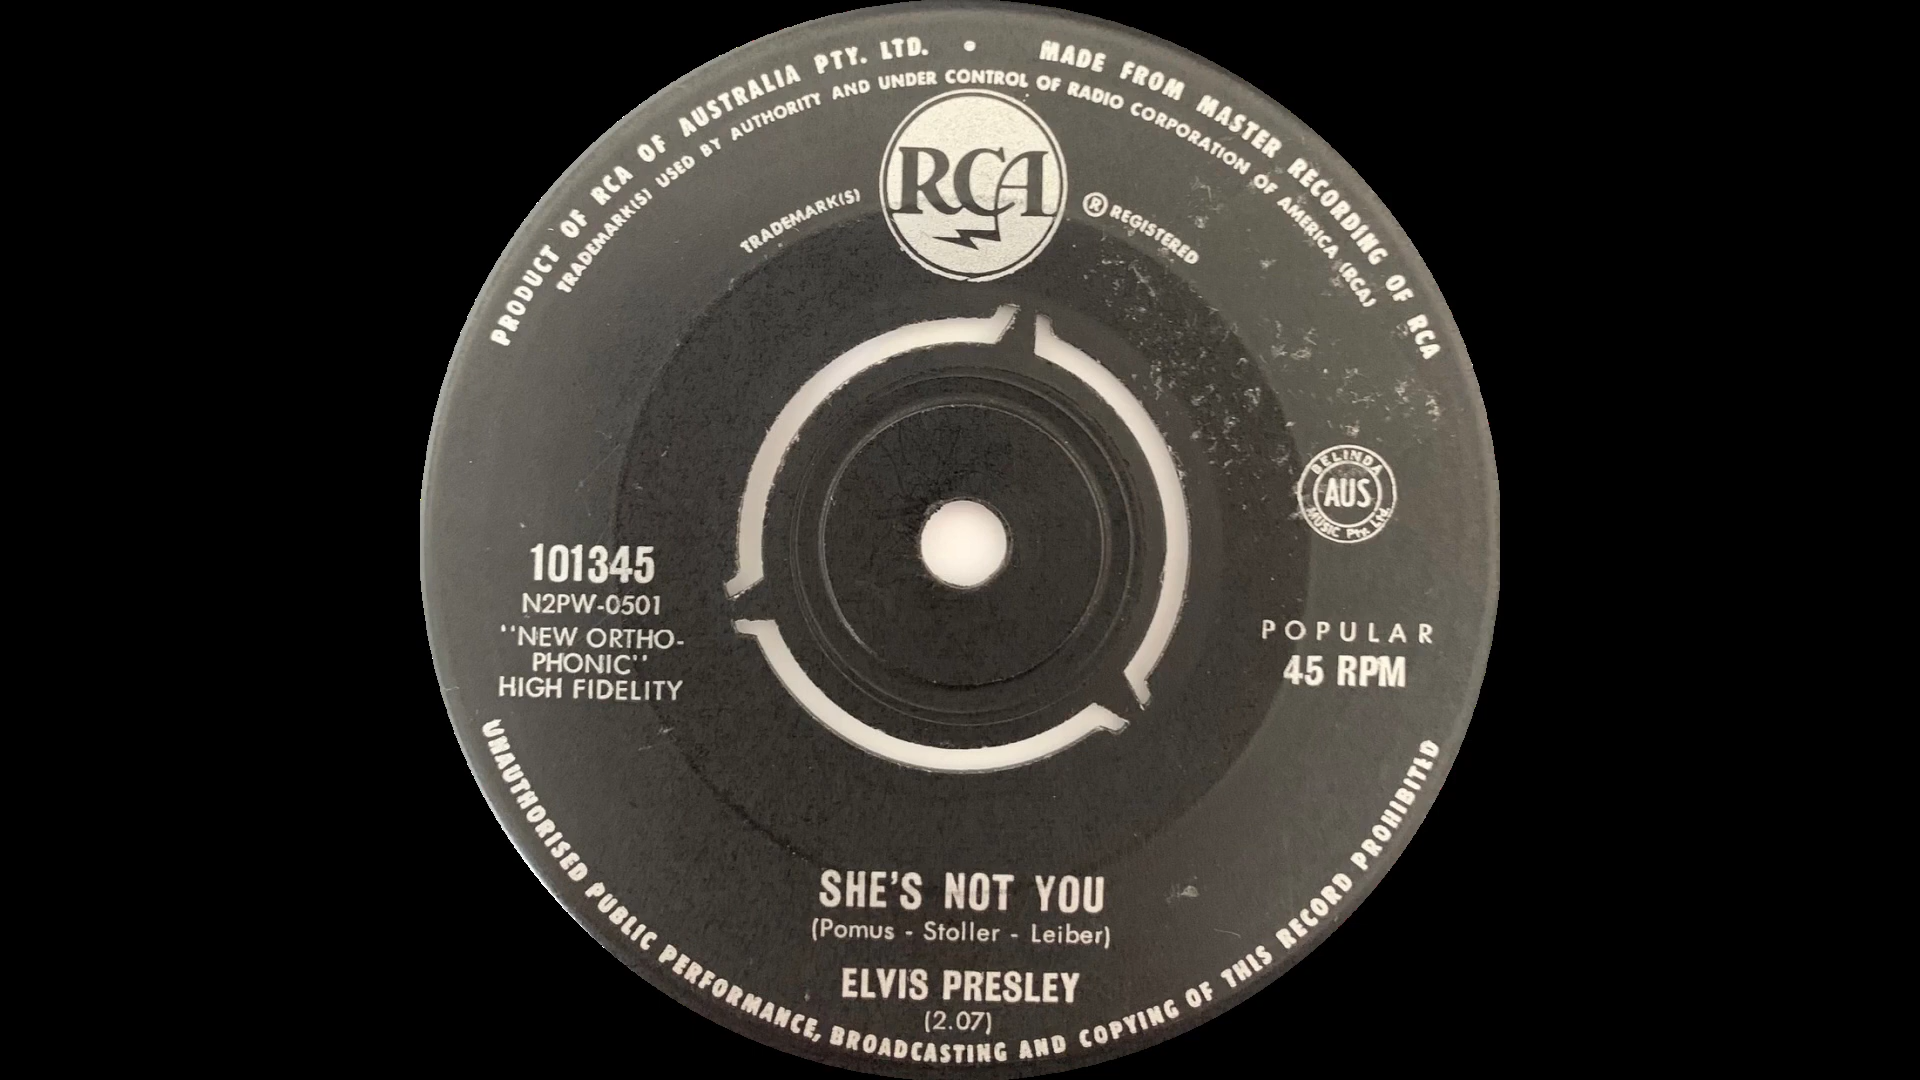 PRODUCT OF RCA OF AUSTRALIA PTY. LTD. • MADE FROM MASTER RECORDING OF RCA
TRADEMARK(S) USED BY AUTHORITY AND UNDER CONTROL OF RADIO CORPORATION OF AMERICA (RCA)
TRADEMARK(S)
RCA
® REGISTERED
BELINDA
AUS
MUSIC Pty. Ltd.
101345
N2PW-0501
"NEW ORTHO-
PHONIC"
HIGH FIDELITY
POPULAR
45 RPM
SHE'S NOT YOU
(Pomus - Stoller - Leiber)
ELVIS PRESLEY
(2.07)
UNAUTHORISED PUBLIC PERFORMANCE, BROADCASTING AND COPYING OF THIS RECORD PROHIBITED